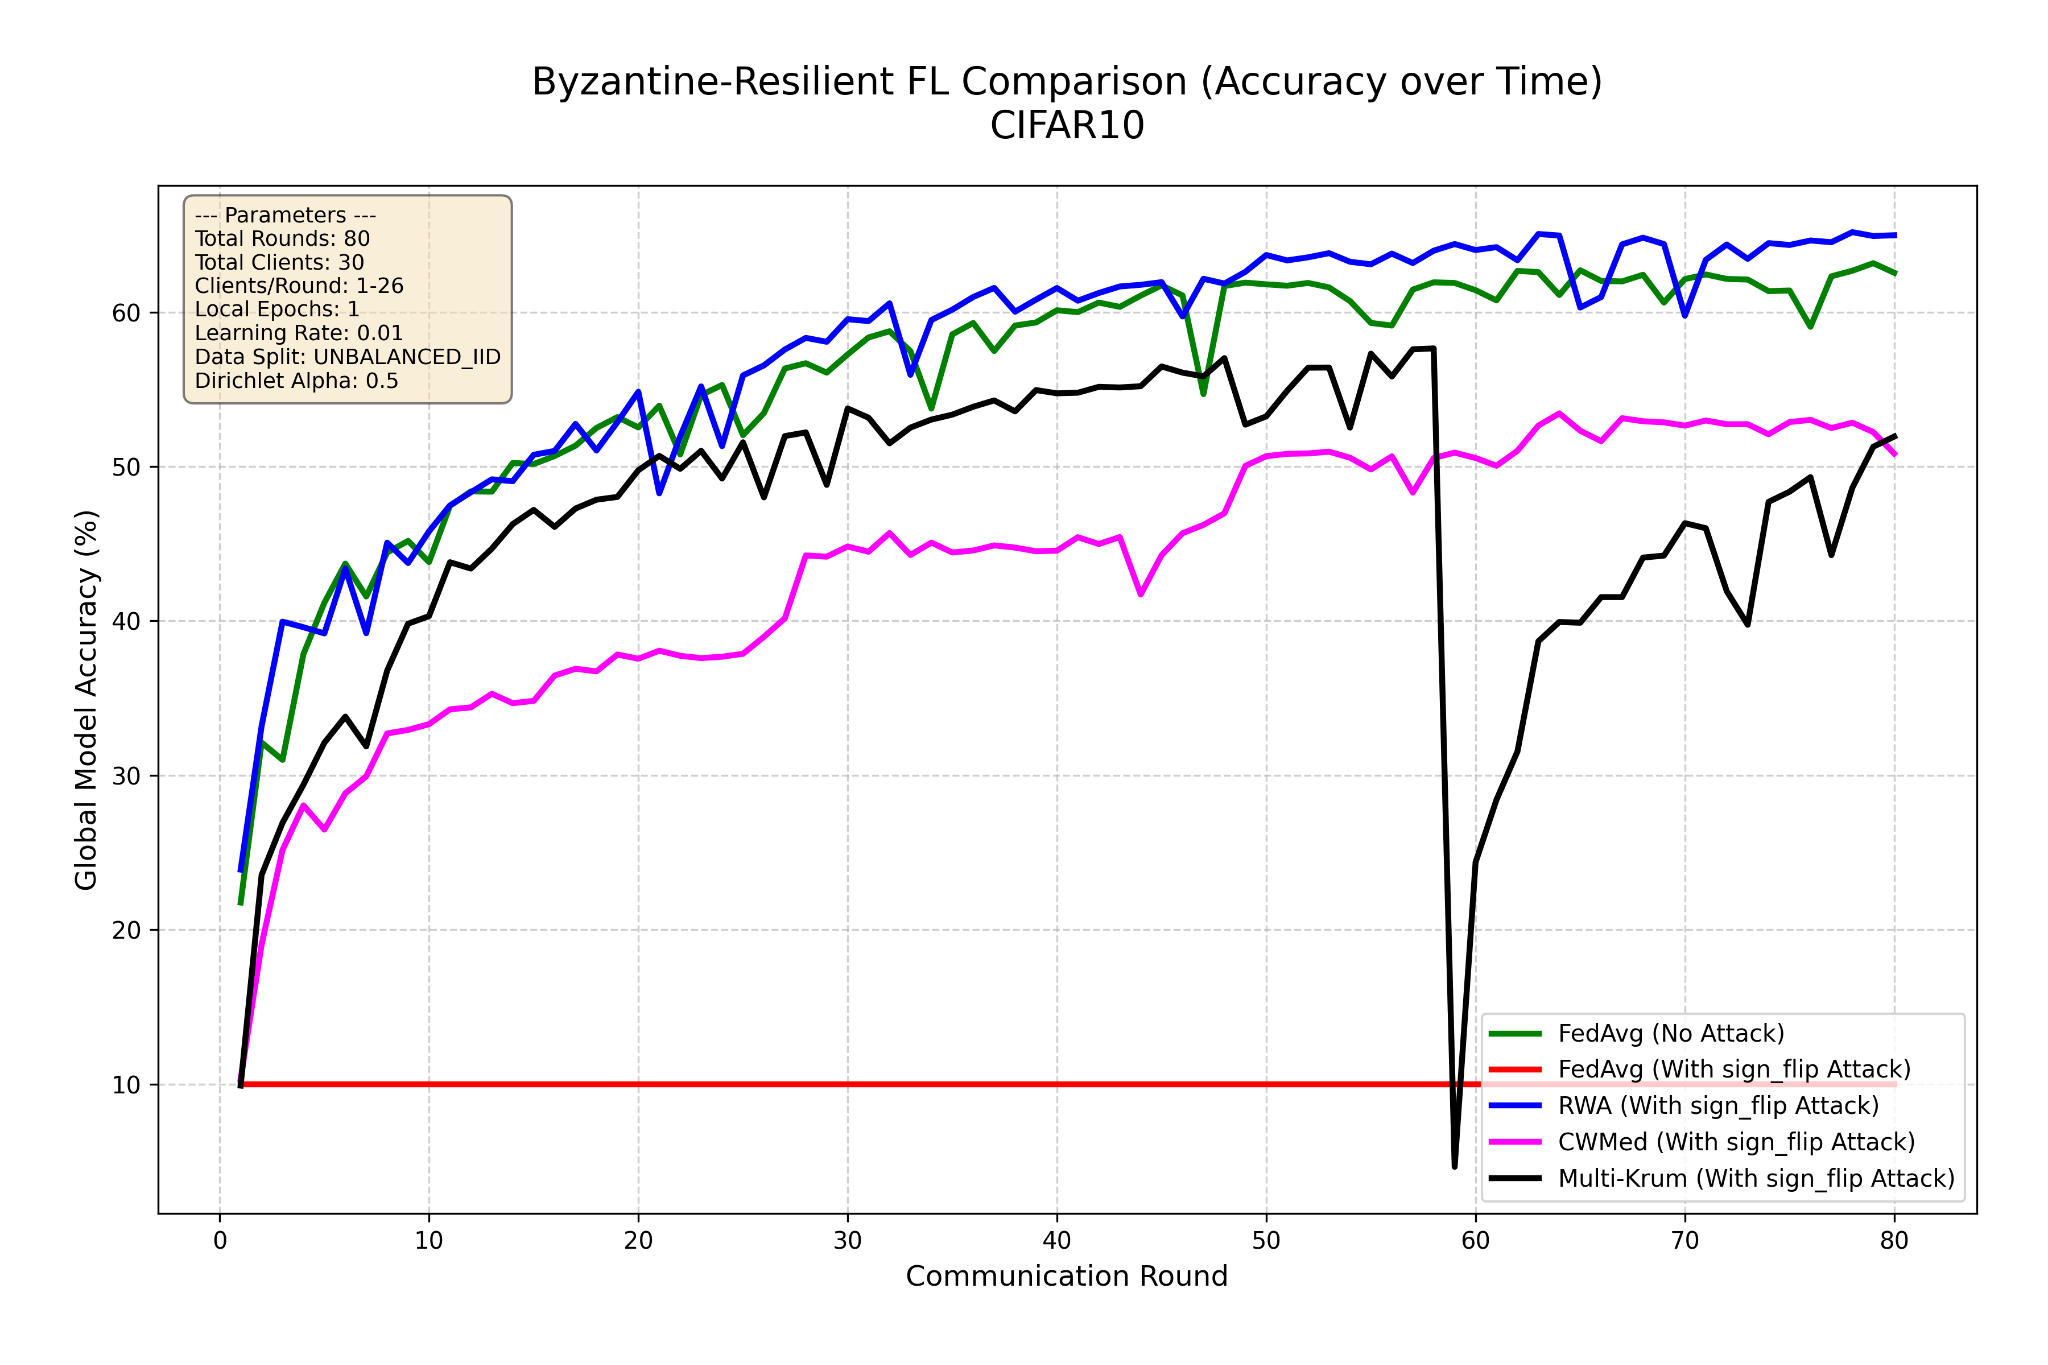 Byzantine-Resilient FL Comparison (Accuracy over Time)
CIFAR10
--- Parameters ---
Total Rounds: 80
Total Clients: 30
Clients/Round: 1-26
Local Epochs: 1
Learning Rate: 0.01
Data Split: UNBALANCED_IID
Dirichlet Alpha: 0.5
Global Model Accuracy (%)
60
50
40
30
20
10
FedAvg (No Attack)
FedAvg (With sign_flip Attack)
RWA (With sign_flip Attack)
CWMed (With sign_flip Attack)
Multi-Krum (With sign_flip Attack)
0 10 20 30 40 50 60 70 80
Communication Round